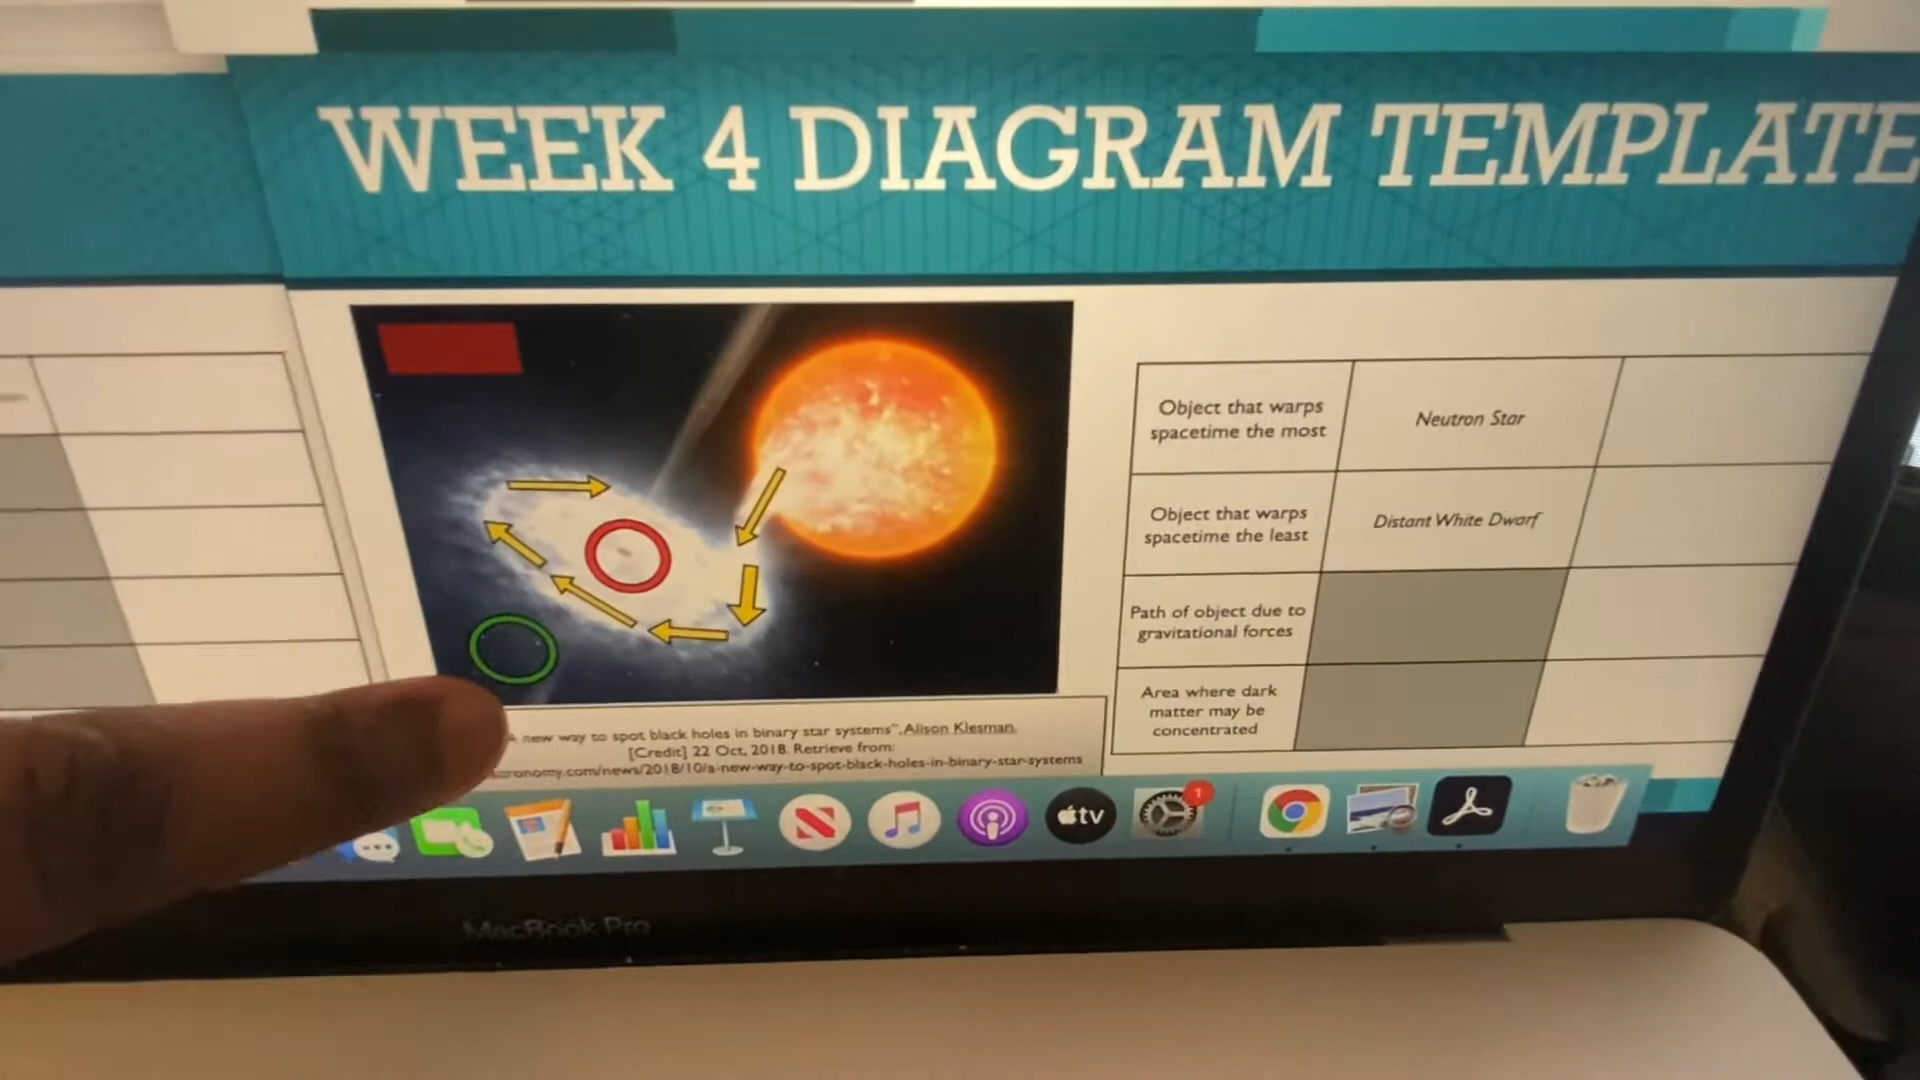 WEEK 4 DIAGRAM TEMPLATE
Object that warps
spacetime the most
Neutron Star
Object that warps
spacetime the least
Distant White Dwarf
Path of object due to
gravitational forces
Area where dark
matter may be
concentrated
new way to spot black holes in binary star systems", Alison Klesman.
[Credit] 22 Oct, 2018. Retrieve from:
ronomy.com/news/2018/10/a-new-way-to-spot-black-holes-in-binary-star-systems
tv
1
MacBook Pro